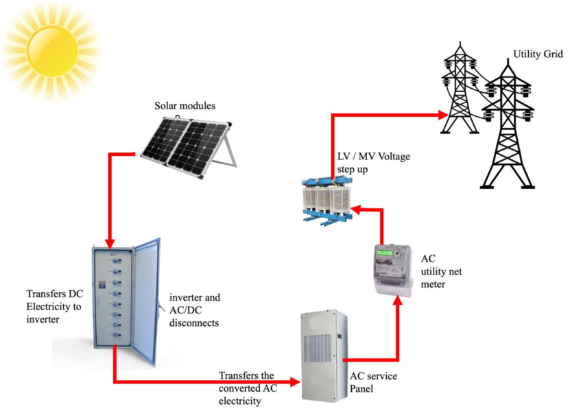 Utility Grid
Solar modules
LV / MV Voltage
step up
AC
utility net
meter
Transfers DC
Electricity to
inverter
inverter and
AC/DC
disconnects
Transfers the
converted AC
electricity
AC service
Panel